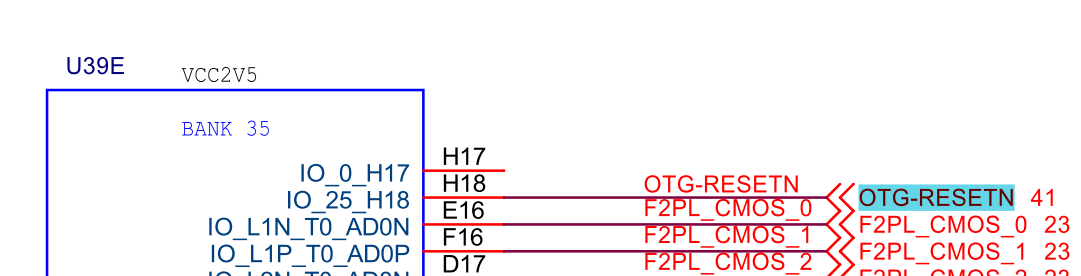 U39E
VCC2V5
BANK 35
IO_0_H17 H17
IO_25_H18 H18 OTG-RESETN OTG-RESETN 41
IO_L1N_T0_AD0N E16 F2PL_CMOS_0 F2PL_CMOS_0 23
IO_L1P_T0_AD0P F16 F2PL_CMOS_1 F2PL_CMOS_1 23
D17 F2PL_CMOS_2